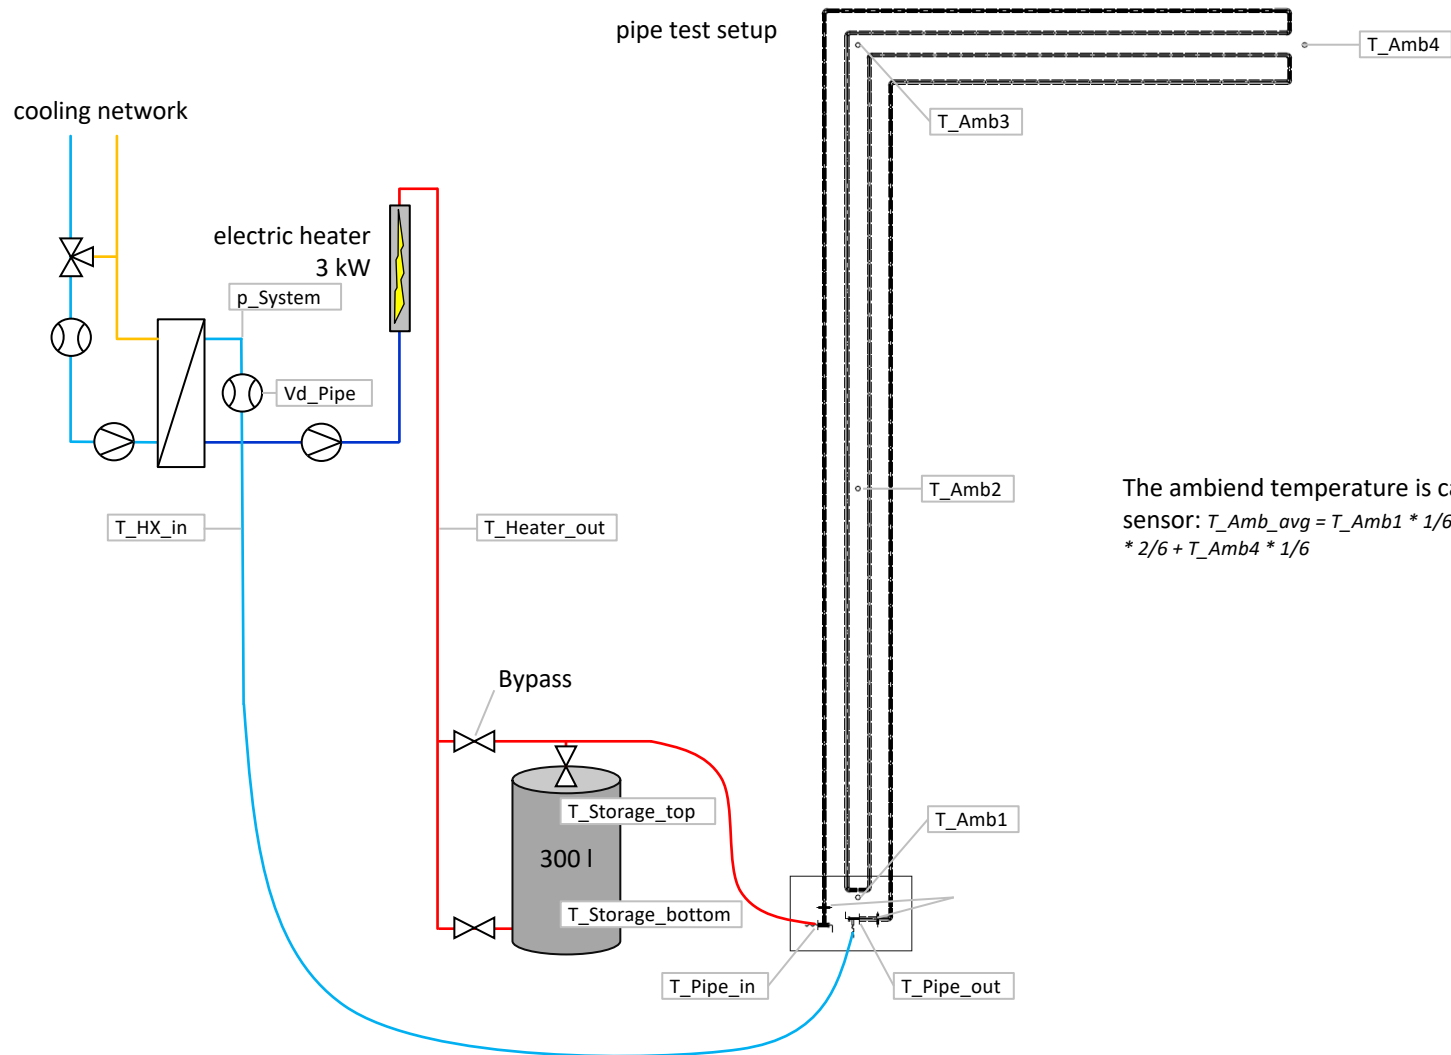 pipe test setup
T_Amb4
cooling network
T_Amb3
electric heater
3 kW
p_System
Vd_Pipe
T_HX_in
T_Heater_out
T_Amb2
The ambiend temperature is ca
sensor: T_Amb_avg = T_Amb1 * 1/6
* 2/6 + T_Amb4 * 1/6
Bypass
T_Storage_top
T_Amb1
300 l
T_Storage_bottom
T_Pipe_in
T_Pipe_out